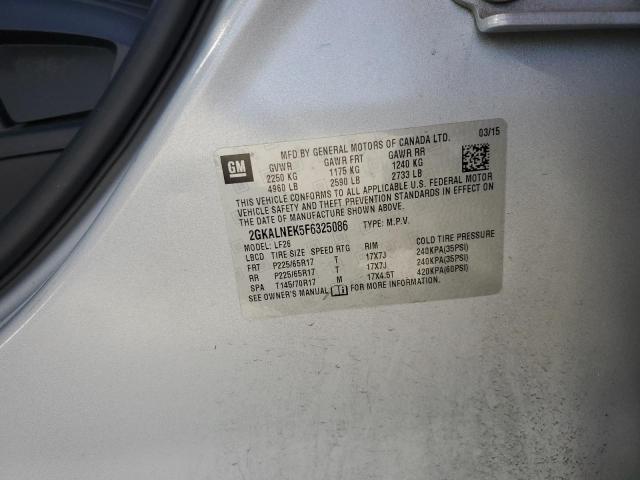 MFD BY GENERAL MOTORS OF CANADA LTD. 03/15
GM
GVWR GAWR FRT GAWR RR
2250 KG 1175 KG 1240 KG
4960 LB 2590 LB 2733 LB
THIS VEHICLE CONFORMS TO ALL APPLICABLE U.S. FEDERAL MOTOR
VEHICLE SAFETY AND THEFT PREVENTION STANDARDS IN EFFECT ON
THE DATE OF MANUFACTURE SHOWN ABOVE.
2GKALNEK5F6325086 TYPE: M.P.V.
MODEL: LF26
LBCD TIRE SIZE SPEED RTG RIM COLD TIRE PRESSURE
FRT P225/65R17 T 17X7J 240KPA(35PSI)
RR P225/65R17 T 17X7J 240KPA(35PSI)
SPA T145/70R17 M 17X4.5T 420KPA(60PSI)
SEE OWNER'S MANUAL FOR MORE INFORMATION.